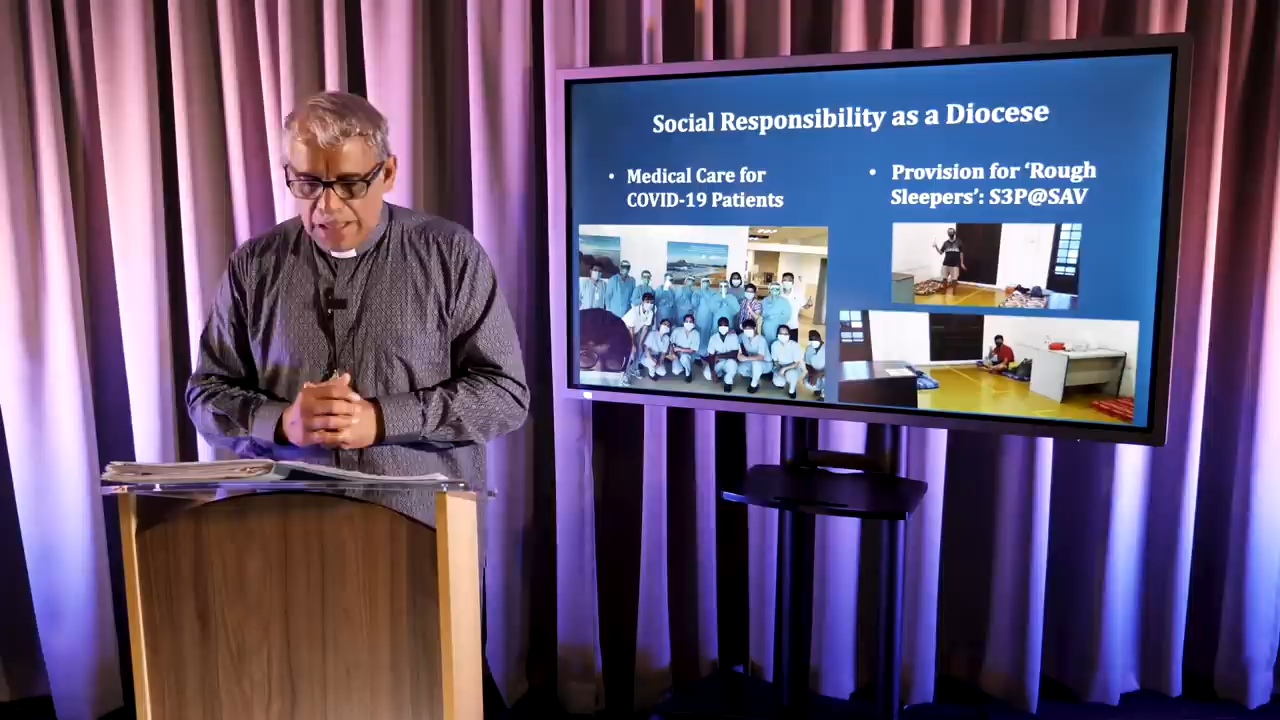 Social Responsibility as a Diocese
• Medical Care for
COVID-19 Patients
• Provision for ‘Rough
Sleepers’: S3P@SAV